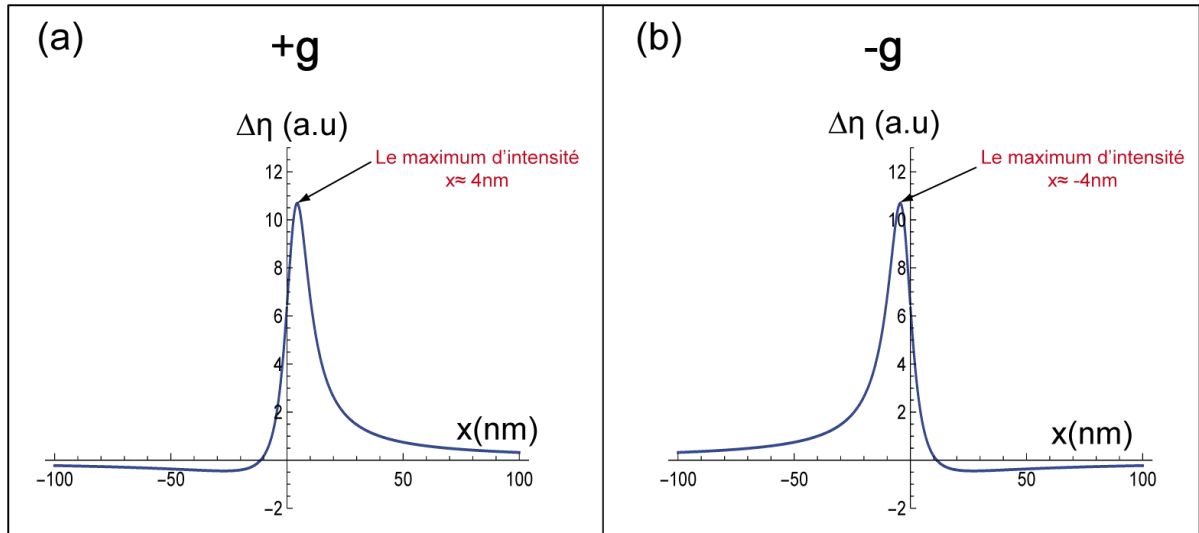 (a)
+g
Δη (a.u)
Le maximum d'intensité
x≈ 4nm
12
10
8
6
4
2
x(nm)
−100
−50
50
100
−2
(b)
-g
Δη (a.u)
Le maximum d'intensité
x≈ -4nm
12
10
8
6
4
2
x(nm)
−100
−50
50
100
−2